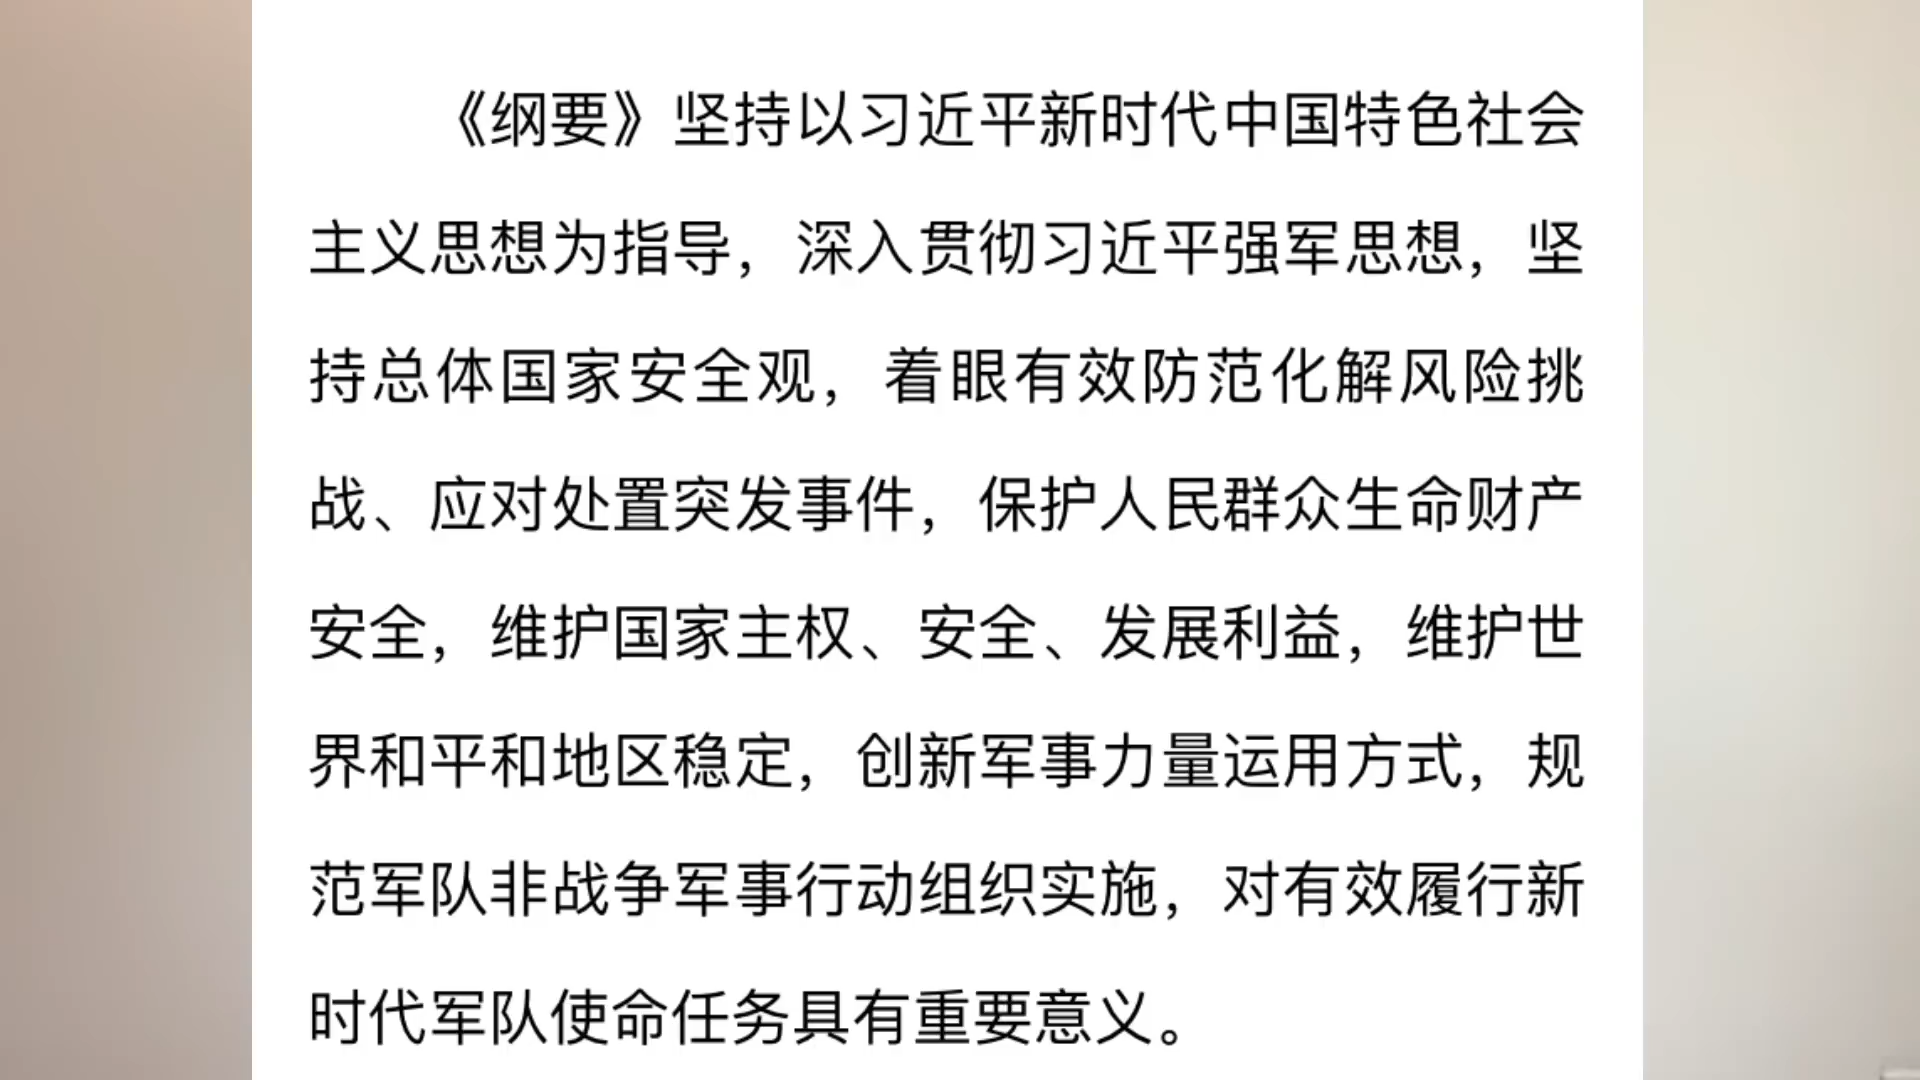 《纲要》坚持以习近平新时代中国特色社会
主义思想为指导，深入贯彻习近平强军思想，坚
持总体国家安全观，着眼有效防范化解风险挑
战、应对处置突发事件，保护人民群众生命财产
安全，维护国家主权、安全、发展利益，维护世
界和平和地区稳定，创新军事力量运用方式，规
范军队非战争军事行动组织实施，对有效履行新
时代军队使命任务具有重要意义。